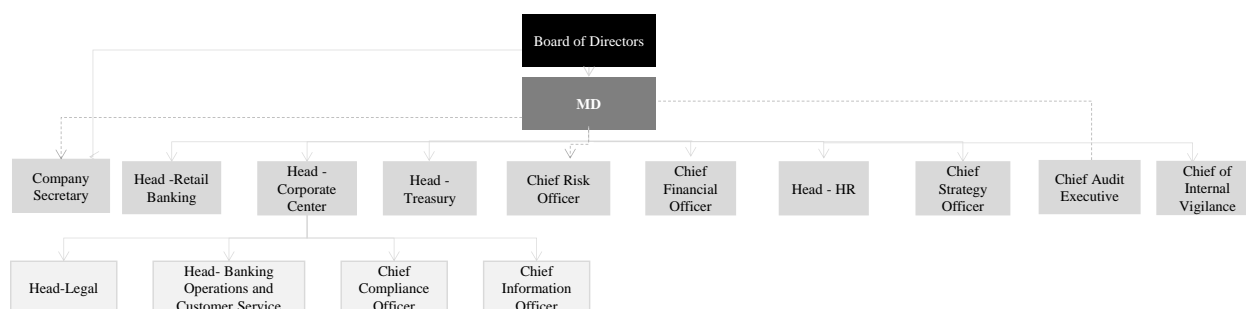 Board of Directors
MD
Company
Secretary
Head -Retail
Banking
Head -
Corporate
Center
Head -
Treasury
Chief Risk
Officer
Chief
Financial
Officer
Head - HR
Chief
Strategy
Officer
Chief Audit
Executive
Chief of
Internal
Vigilance
Head-Legal
Head- Banking
Operations and
Customer Service
Chief
Compliance
Officer
Chief
Information
Officer